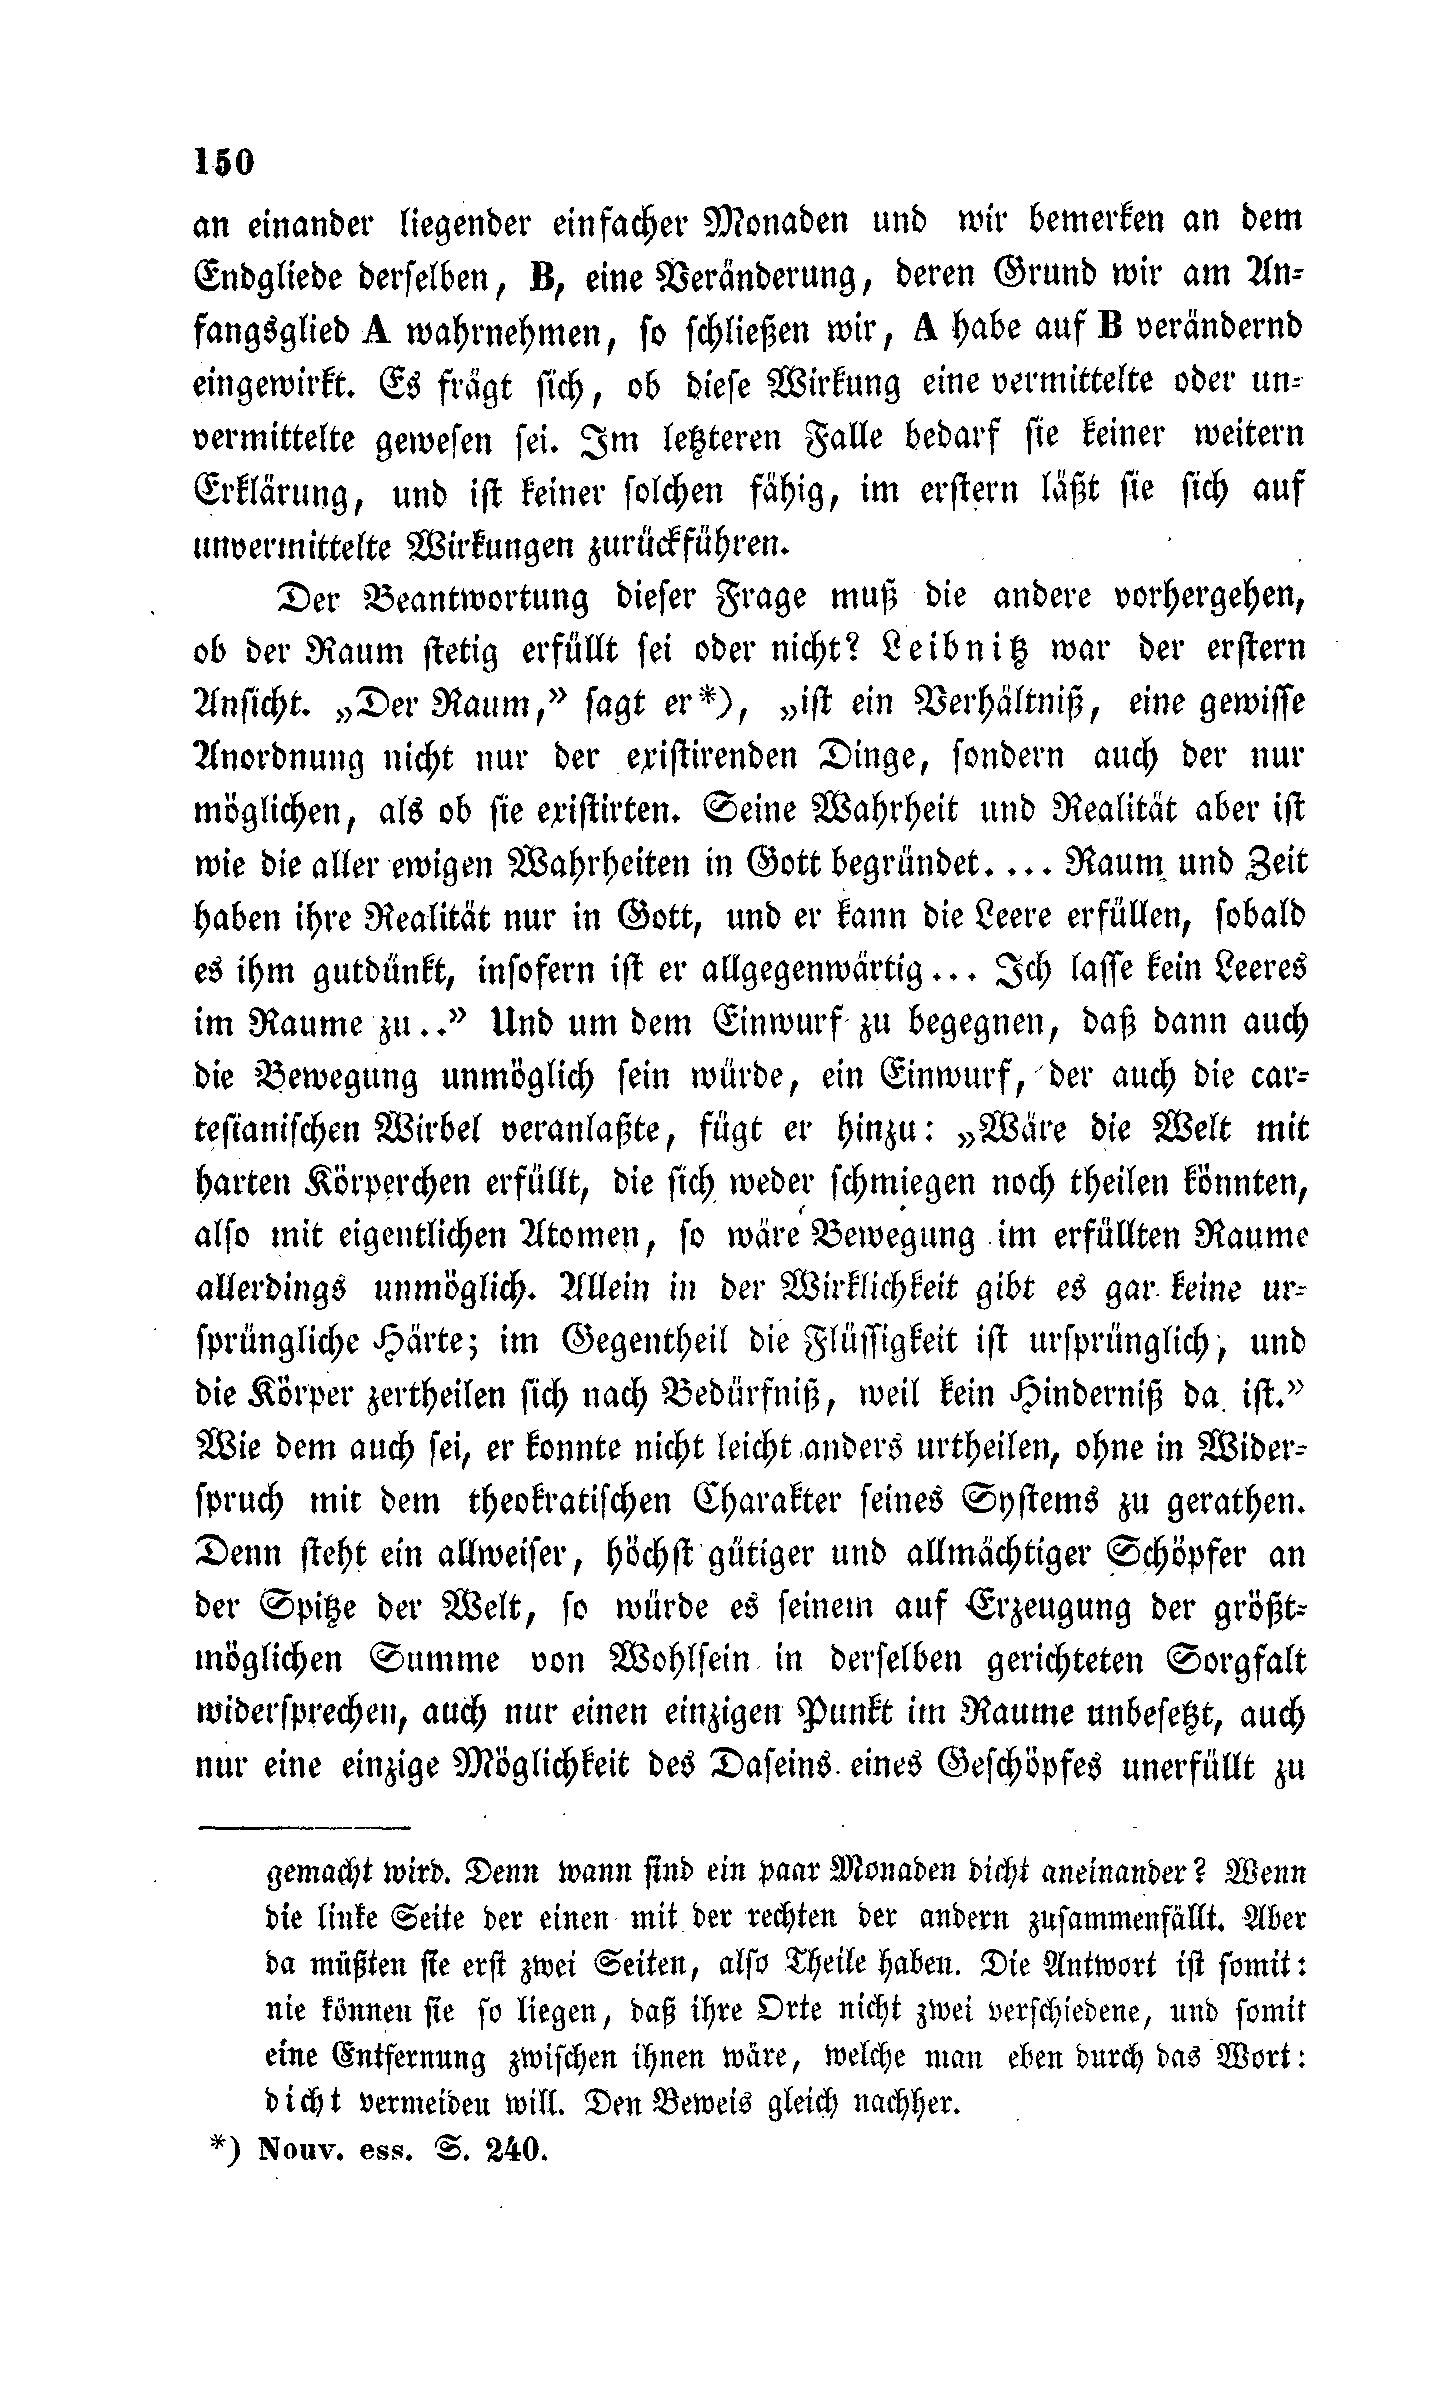 150
an einander liegender einfacher Monaden und wir bemerken an dem
Endgliede derselben, B, eine Veränderung, deren Grund wir am An-
fangsglied A wahrnehmen, so schließen wir, A habe auf B verändernd
eingewirkt. Es frägt sich, ob diese Wirkung eine vermittelte oder un-
vermittelte gewesen sei. Im letzteren Falle bedarf sie keiner weitern
Erklärung, und ist keiner solchen fähig, im erstern läßt sie sich auf
unvermittelte Wirkungen zurückführen.
Der Beantwortung dieser Frage muß die andere vorhergehen,
ob der Raum stetig erfüllt sei oder nicht? Leibnitz war der erstern
Ansicht. „Der Raum,” sagt er*), „ist ein Verhältniß, eine gewisse
Anordnung nicht nur der existirenden Dinge, sondern auch der nur
möglichen, als ob sie existirten. Seine Wahrheit und Realität aber ist
wie die aller ewigen Wahrheiten in Gott begründet.... Raum und Zeit
haben ihre Realität nur in Gott, und er kann die Leere erfüllen, sobald
es ihm gutdünkt, insofern ist er allgegenwärtig... Ich lasse kein Leeres
im Raume zu..” Und um dem Einwurf zu begegnen, daß dann auch
die Bewegung unmöglich sein würde, ein Einwurf, der auch die car-
tesianischen Wirbel veranlaßte, fügt er hinzu: „Wäre die Welt mit
harten Körperchen erfüllt, die sich weder schmiegen noch theilen könnten,
also mit eigentlichen Atomen, so wäre Bewegung im erfüllten Raume
allerdings unmöglich. Allein in der Wirklichkeit gibt es gar keine ur-
sprüngliche Härte; im Gegentheil die Flüssigkeit ist ursprünglich, und
die Körper zertheilen sich nach Bedürfniß, weil kein Hinderniß da ist.”
Wie dem auch sei, er konnte nicht leicht anders urtheilen, ohne in Wider-
spruch mit dem theokratischen Charakter seines Systems zu gerathen.
Denn steht ein allweiser, höchst gütiger und allmächtiger Schöpfer an
der Spitze der Welt, so würde es seinem auf Erzeugung der größt-
möglichen Summe von Wohlsein in derselben gerichteten Sorgfalt
widersprechen, auch nur einen einzigen Punkt im Raume unbesetzt, auch
nur eine einzige Möglichkeit des Daseins eines Geschöpfes unerfüllt zu
gemacht wird. Denn wann sind ein paar Monaden dicht aneinander? Wenn
die linke Seite der einen mit der rechten der andern zusammenfällt. Aber
da müßten sie erst zwei Seiten, also Theile haben. Die Antwort ist somit:
nie können sie so liegen, daß ihre Orte nicht zwei verschiedene, und somit
eine Entfernung zwischen ihnen wäre, welche man eben durch das Wort:
dicht vermeiden will. Den Beweis gleich nachher.
*) Nouv. ess. S. 240.